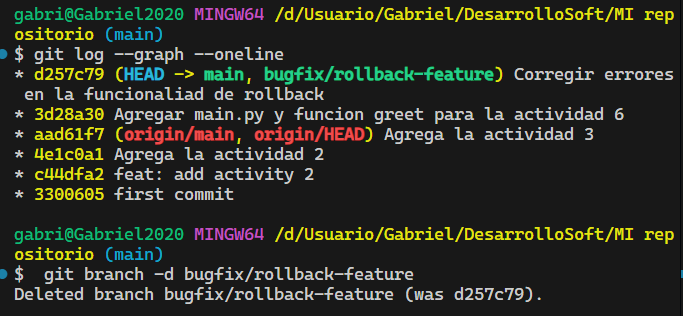 gabri@Gabriel2020 MINGW64 /d/Usuario/Gabriel/DesarrolloSoft/MI rep
ositorio (main)
$ git log --graph --oneline
* d257c79 (HEAD -> main, bugfix/rollback-feature) Corregir errores
 en la funcionaliad de rollback
* 3d28a30 Agregar main.py y funcion greet para la actividad 6
* aad61f7 (origin/main, origin/HEAD) Agrega la actividad 3
* 4e1c0a1 Agrega la actividad 2
* c44dfa2 feat: add activity 2
* 3300605 first commit
gabri@Gabriel2020 MINGW64 /d/Usuario/Gabriel/DesarrolloSoft/MI rep
ositorio (main)
$  git branch -d bugfix/rollback-feature
Deleted branch bugfix/rollback-feature (was d257c79).